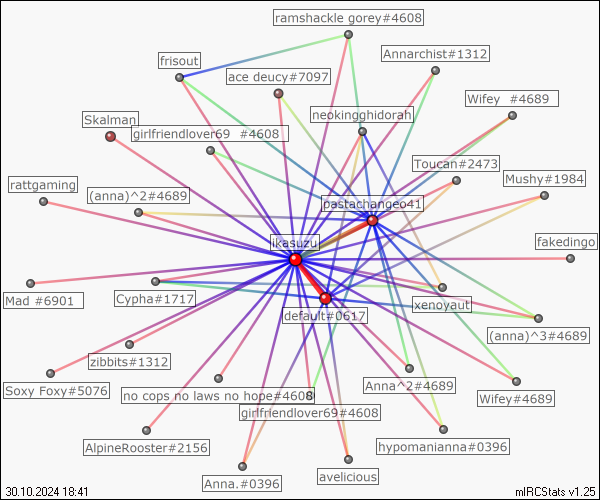 ramshackle gorey#4608
Annarchist#1312
frisout
ace deucy#7097
Wifey #4689
neokingghidorah
Skalman
girlfriendlover69 #4608
Toucan#2473
Mushy#1984
rattgaming
(anna)^2#4689
pastachangeo41
ikasuzu
fakedingo
Mad #6901
Cypha#1717
xenoyaut
default#0617
(anna)^3#4689
zibbits#1312
Soxy Foxy#5076
no cops no laws no hope#4608
Anna^2#4689
Wifey#4689
girlfriendlover69#4608
AlpineRooster#2156
hypomanianna#0396
Anna.#0396
avelicious
30.10.2024 18:41
mIRCStats v1.25